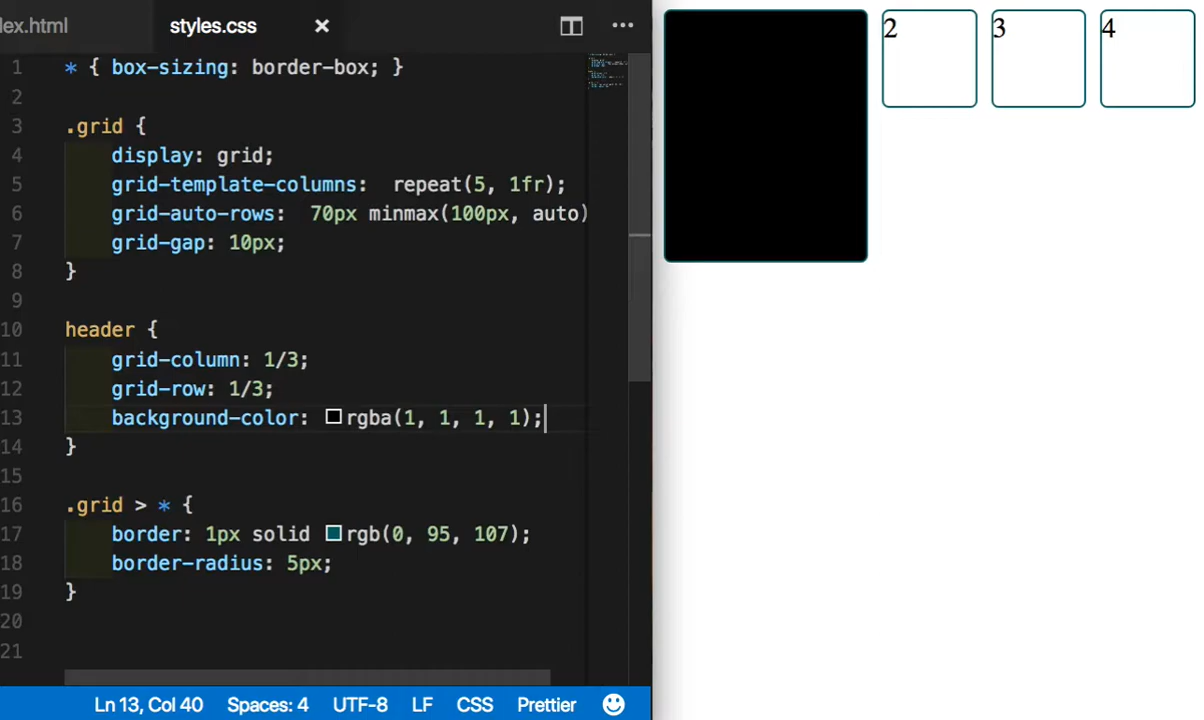 ex.html styles.css ×
1 * { box-sizing: border-box; }
2
3 .grid {
4 display: grid;
5 grid-template-columns: repeat(5, 1fr);
6 grid-auto-rows: 70px minmax(100px, auto)
7 grid-gap: 10px;
8 }
9
10 header {
11 grid-column: 1/3;
12 grid-row: 1/3;
13 background-color: rgba(1, 1, 1, 1);
14 }
15
16 .grid > * {
17 border: 1px solid rgb(0, 95, 107);
18 border-radius: 5px;
19 }
20
21
Ln 13, Col 40 Spaces: 4 UTF-8 LF CSS Prettier
2 3 4